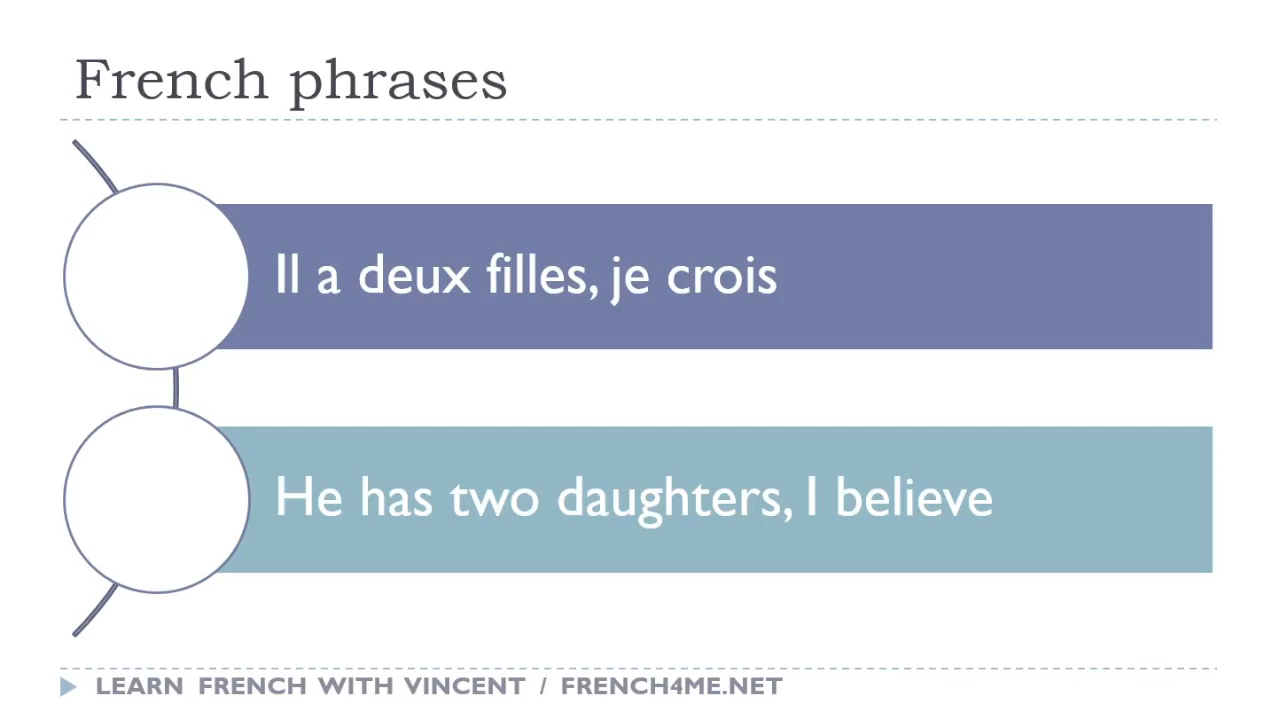 French phrases
Il a deux filles, je crois
He has two daughters, I believe
LEARN FRENCH WITH VINCENT / FRENCH4ME.NET